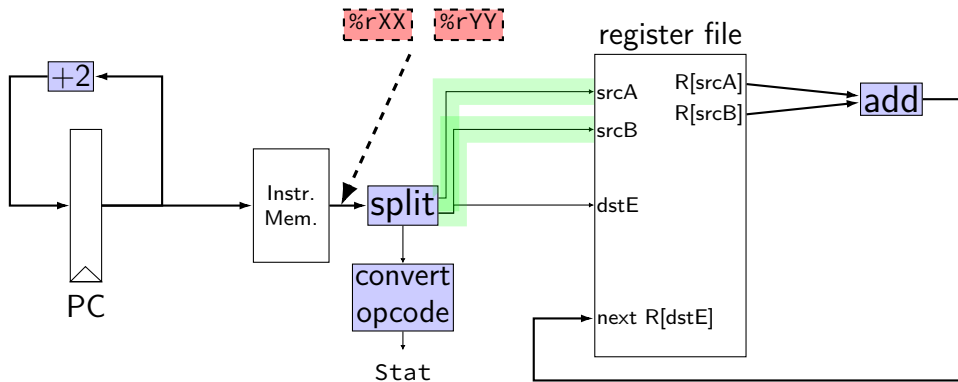 %rXX %rYY
register file
+2
srcA
R[srcA]
R[srcB]
add
srcB
Instr.
Mem.
split
dstE
PC
convert
opcode
next R[dstE]
Stat